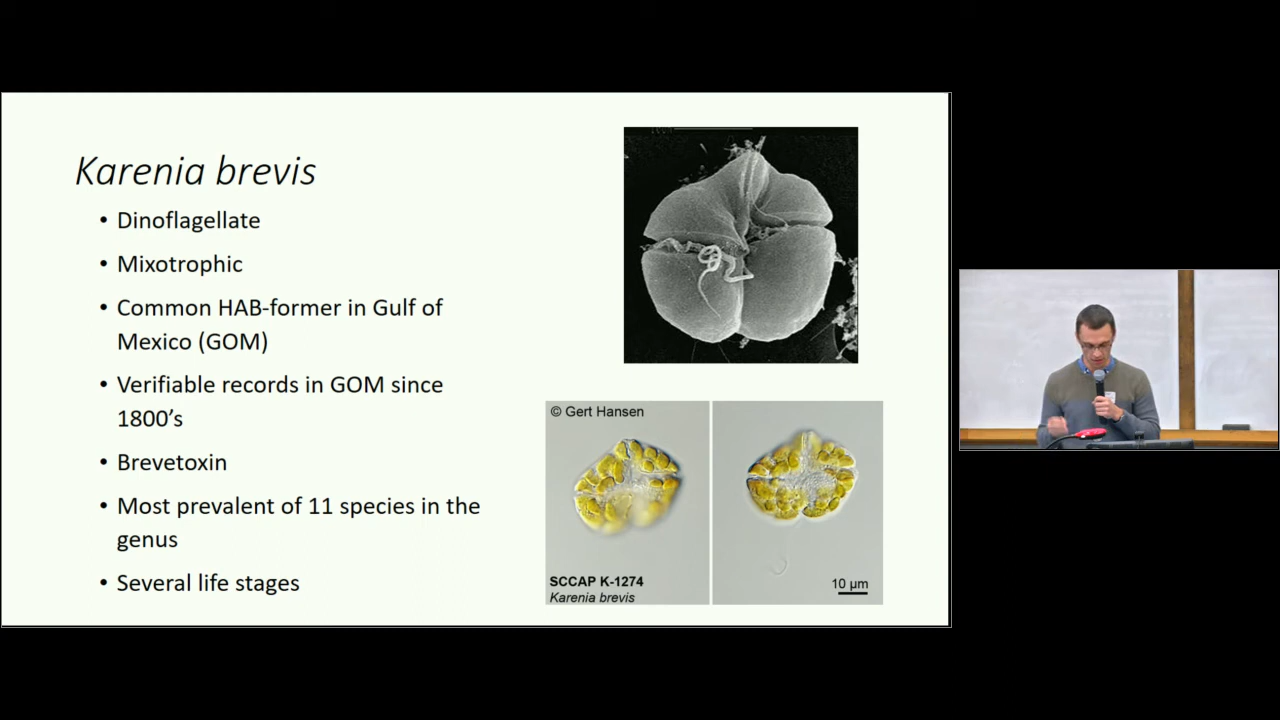 Karenia brevis
• Dinoflagellate
• Mixotrophic
• Common HAB-former in Gulf of
Mexico (GOM)
• Verifiable records in GOM since
1800's
• Brevetoxin
• Most prevalent of 11 species in the
genus
• Several life stages
© Gert Hansen
SCCAP K-1274
Karenia brevis
10 µm